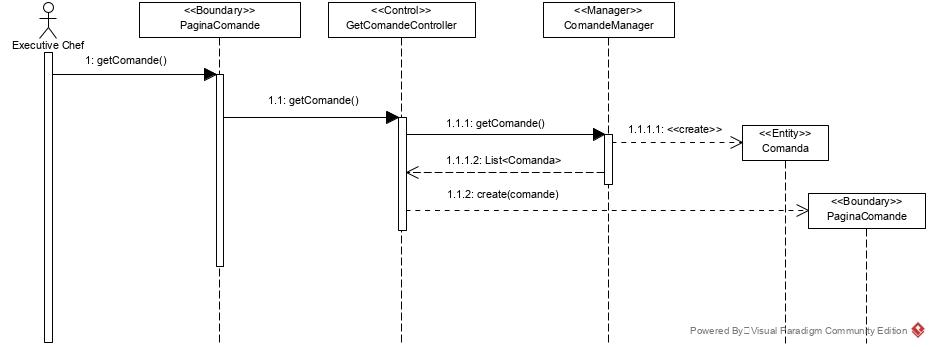 <<Boundary>>
PaginaComande
<<Control>>
GetComandeController
<<Manager>>
ComandeManager
Executive Chef
1: getComande()
1.1: getComande()
1.1.1: getComande()
1.1.1.1: <<create>>
<<Entity>>
Comanda
1.1.1.2: List<Comanda>
1.1.2: create(comande)
<<Boundary>>
PaginaComande
Powered By Visual Paradigm Community Edition